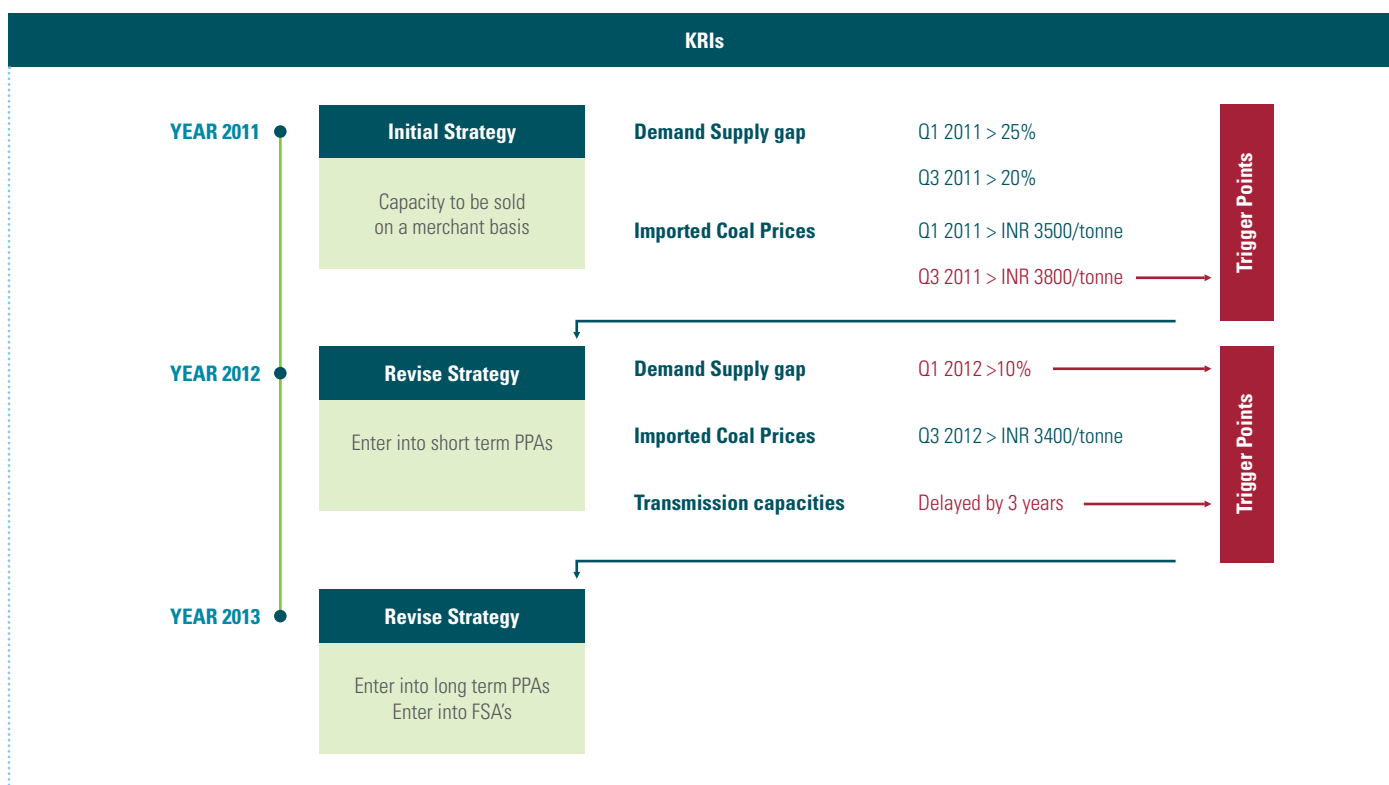 KRIs
YEAR 2011
Initial Strategy
Capacity to be sold
on a merchant basis
Demand Supply gap
Q1 2011 > 25%
Q3 2011 > 20%
Imported Coal Prices
Q1 2011 > INR 3500/tonne
Q3 2011 > INR 3800/tonne
Trigger Points
YEAR 2012
Revise Strategy
Enter into short term PPAs
Demand Supply gap
Q1 2012 >10%
Imported Coal Prices
Q3 2012 > INR 3400/tonne
Transmission capacities
Delayed by 3 years
Trigger Points
YEAR 2013
Revise Strategy
Enter into long term PPAs
Enter into FSA's